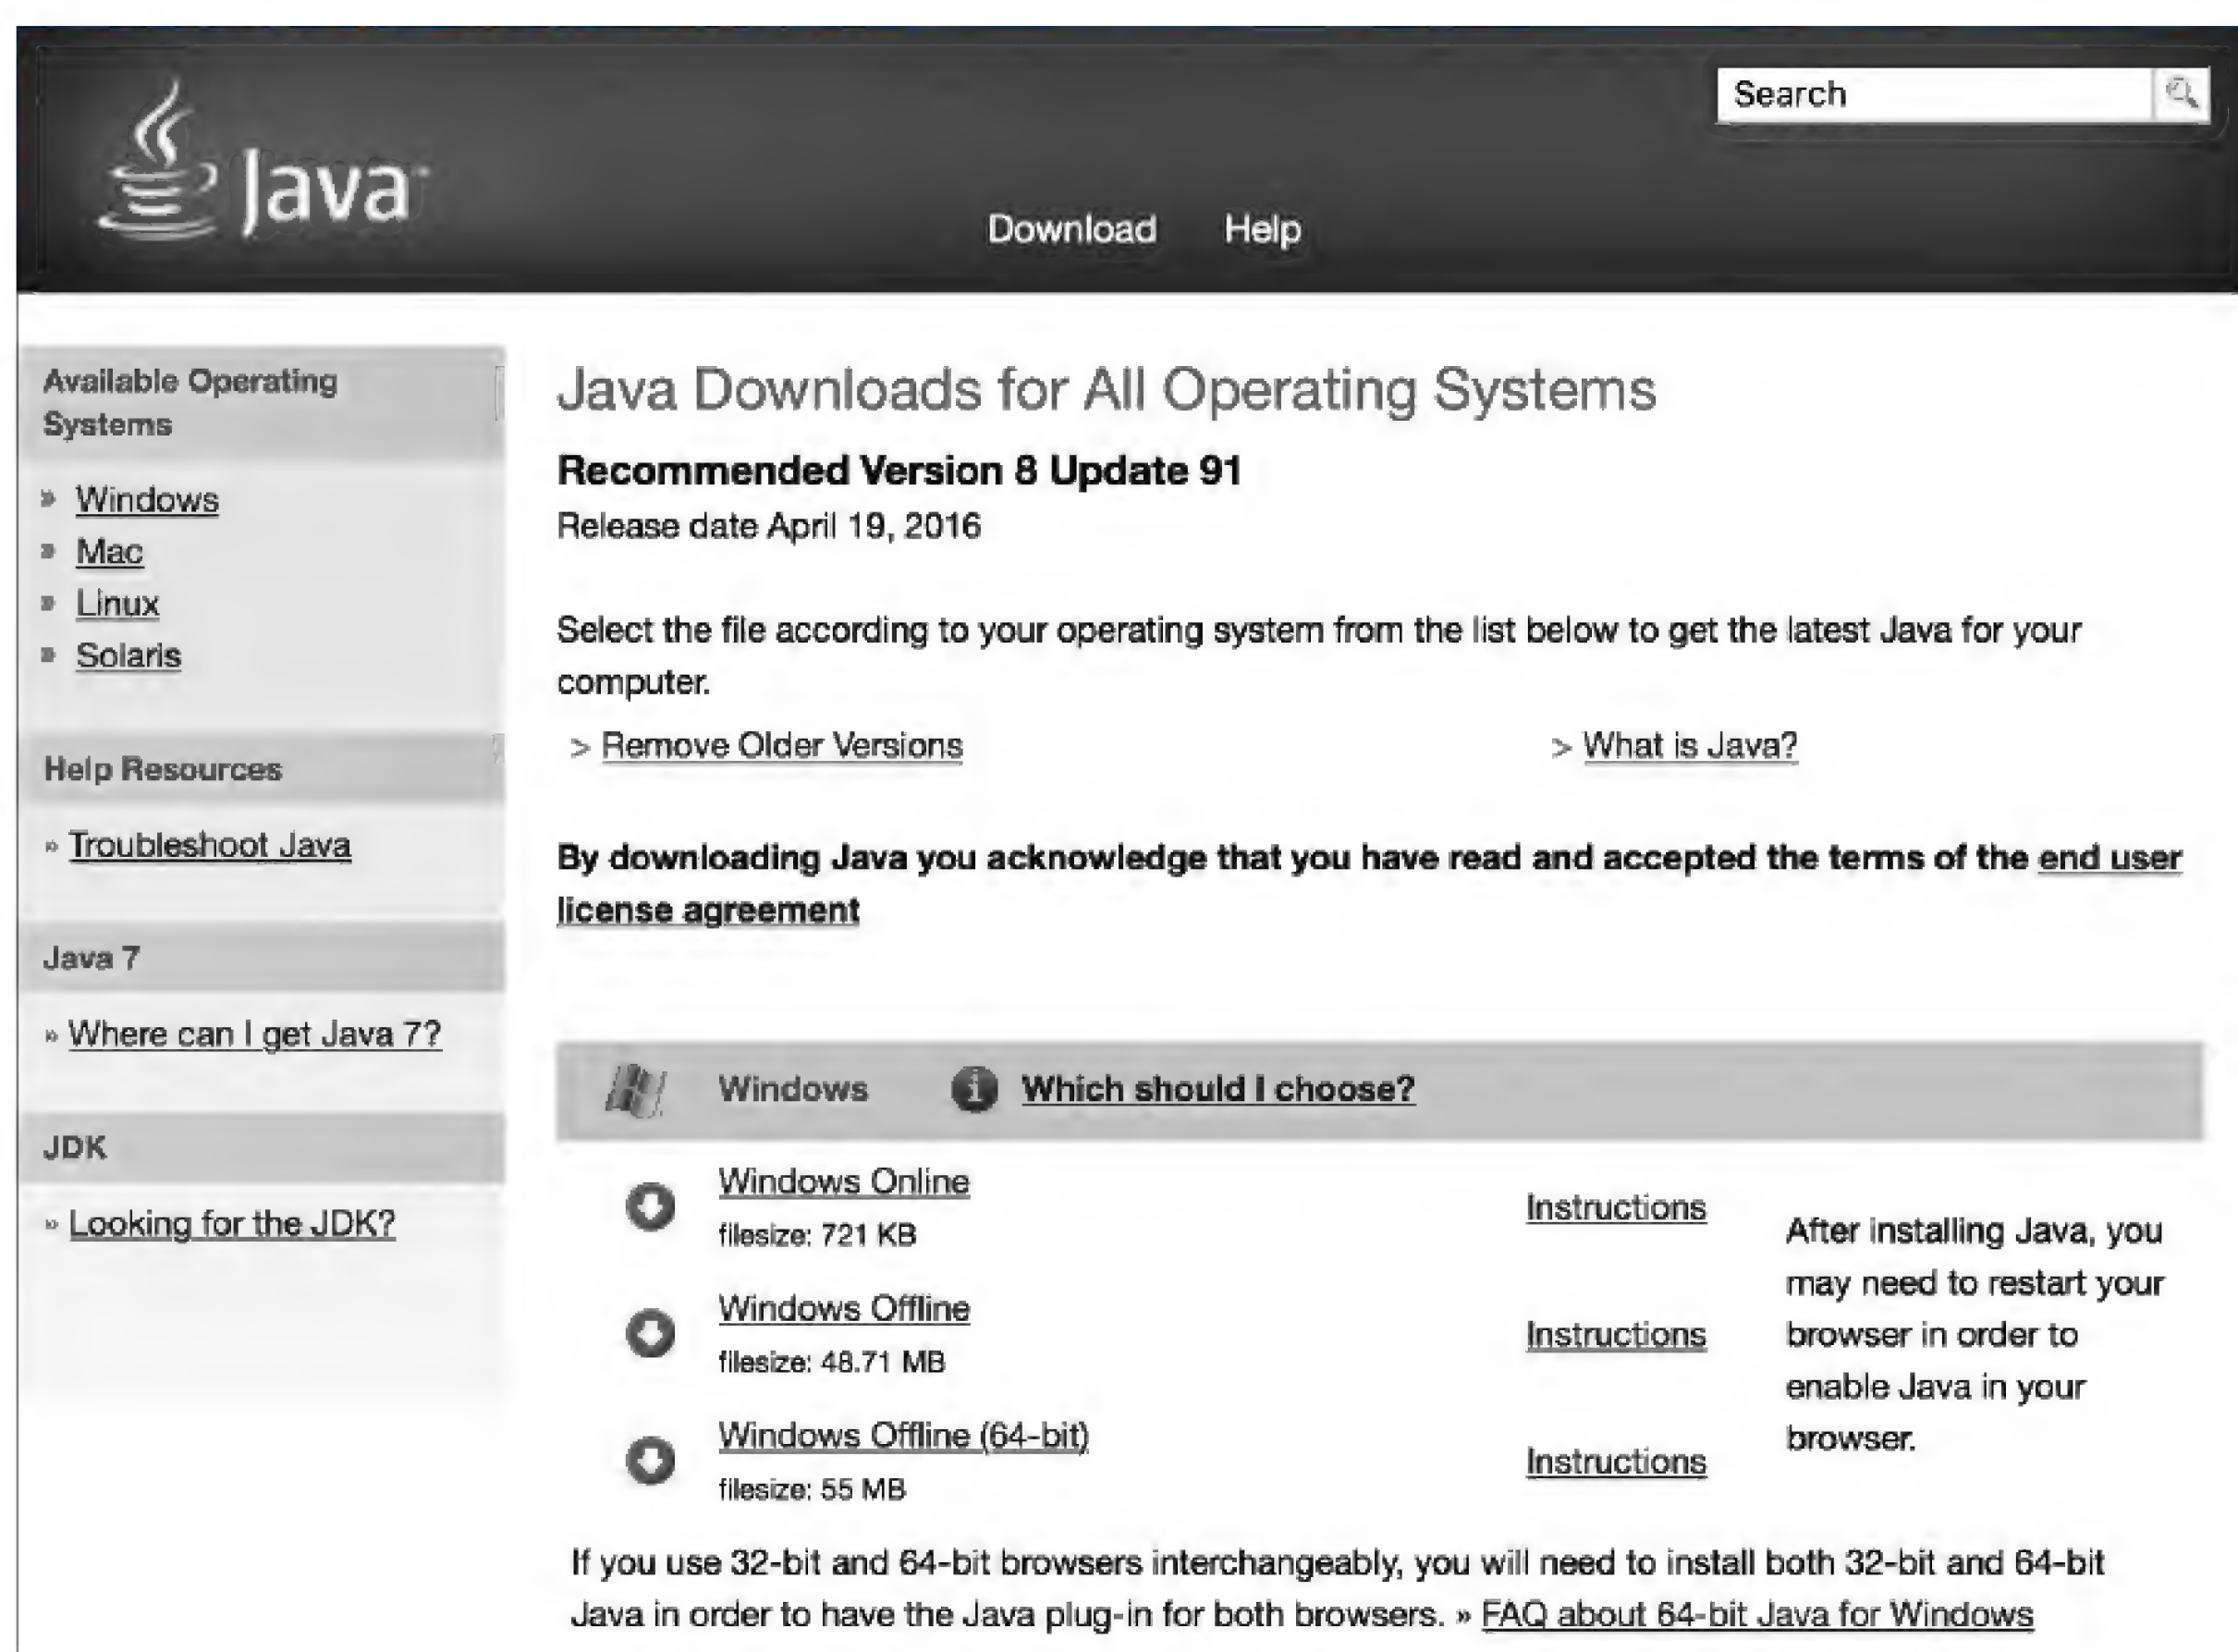 Search
Java
Download Help
Available Operating
Systems
» Windows
» Mac
» Linux
» Solaris
Help Resources
» Troubleshoot Java
Java 7
» Where can I get Java 7?
JDK
» Looking for the JDK?
Java Downloads for All Operating Systems
Recommended Version 8 Update 91
Release date April 19, 2016
Select the file according to your operating system from the list below to get the latest Java for your
computer.
> Remove Older Versions > What is Java?
By downloading Java you acknowledge that you have read and accepted the terms of the end user
license agreement
Windows Which should I choose?
Windows Online
filesize: 721 KB
Instructions
Windows Offline
filesize: 48.71 MB
Instructions
Windows Offline (64-bit)
filesize: 55 MB
Instructions
After installing Java, you
may need to restart your
browser in order to
enable Java in your
browser.
If you use 32-bit and 64-bit browsers interchangeably, you will need to install both 32-bit and 64-bit
Java in order to have the Java plug-in for both browsers. » FAQ about 64-bit Java for Windows